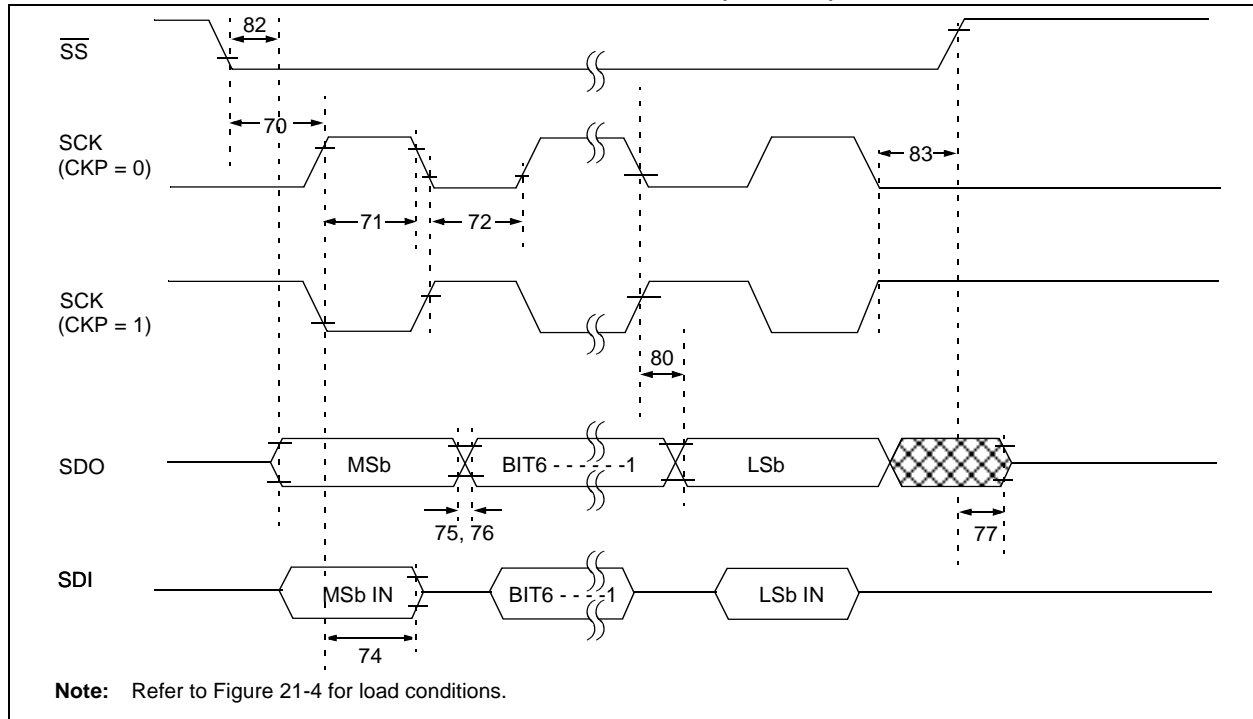 82
SS
70
SCK
(CKP = 0)
83
71
72
SCK
(CKP = 1)
80
SDO
MSb
BIT6 - - - - - -1
LSb
75, 76
77
SDI
MSb IN
BIT6 - - - -1
LSb IN
74
Note: Refer to Figure 21-4 for load conditions.